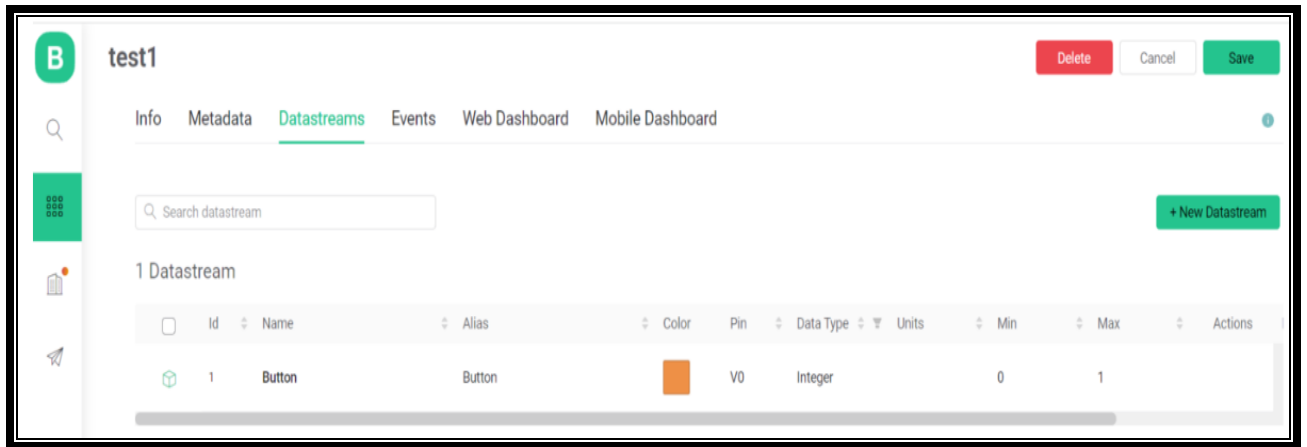 B
test1
Delete Cancel Save
Info Metadata Datastreams Events Web Dashboard Mobile Dashboard
Search datastream
+ New Datastream
1 Datastream
Id Name Alias Color Pin Data Type Units Min Max Actions
1 Button Button V0 Integer 0 1